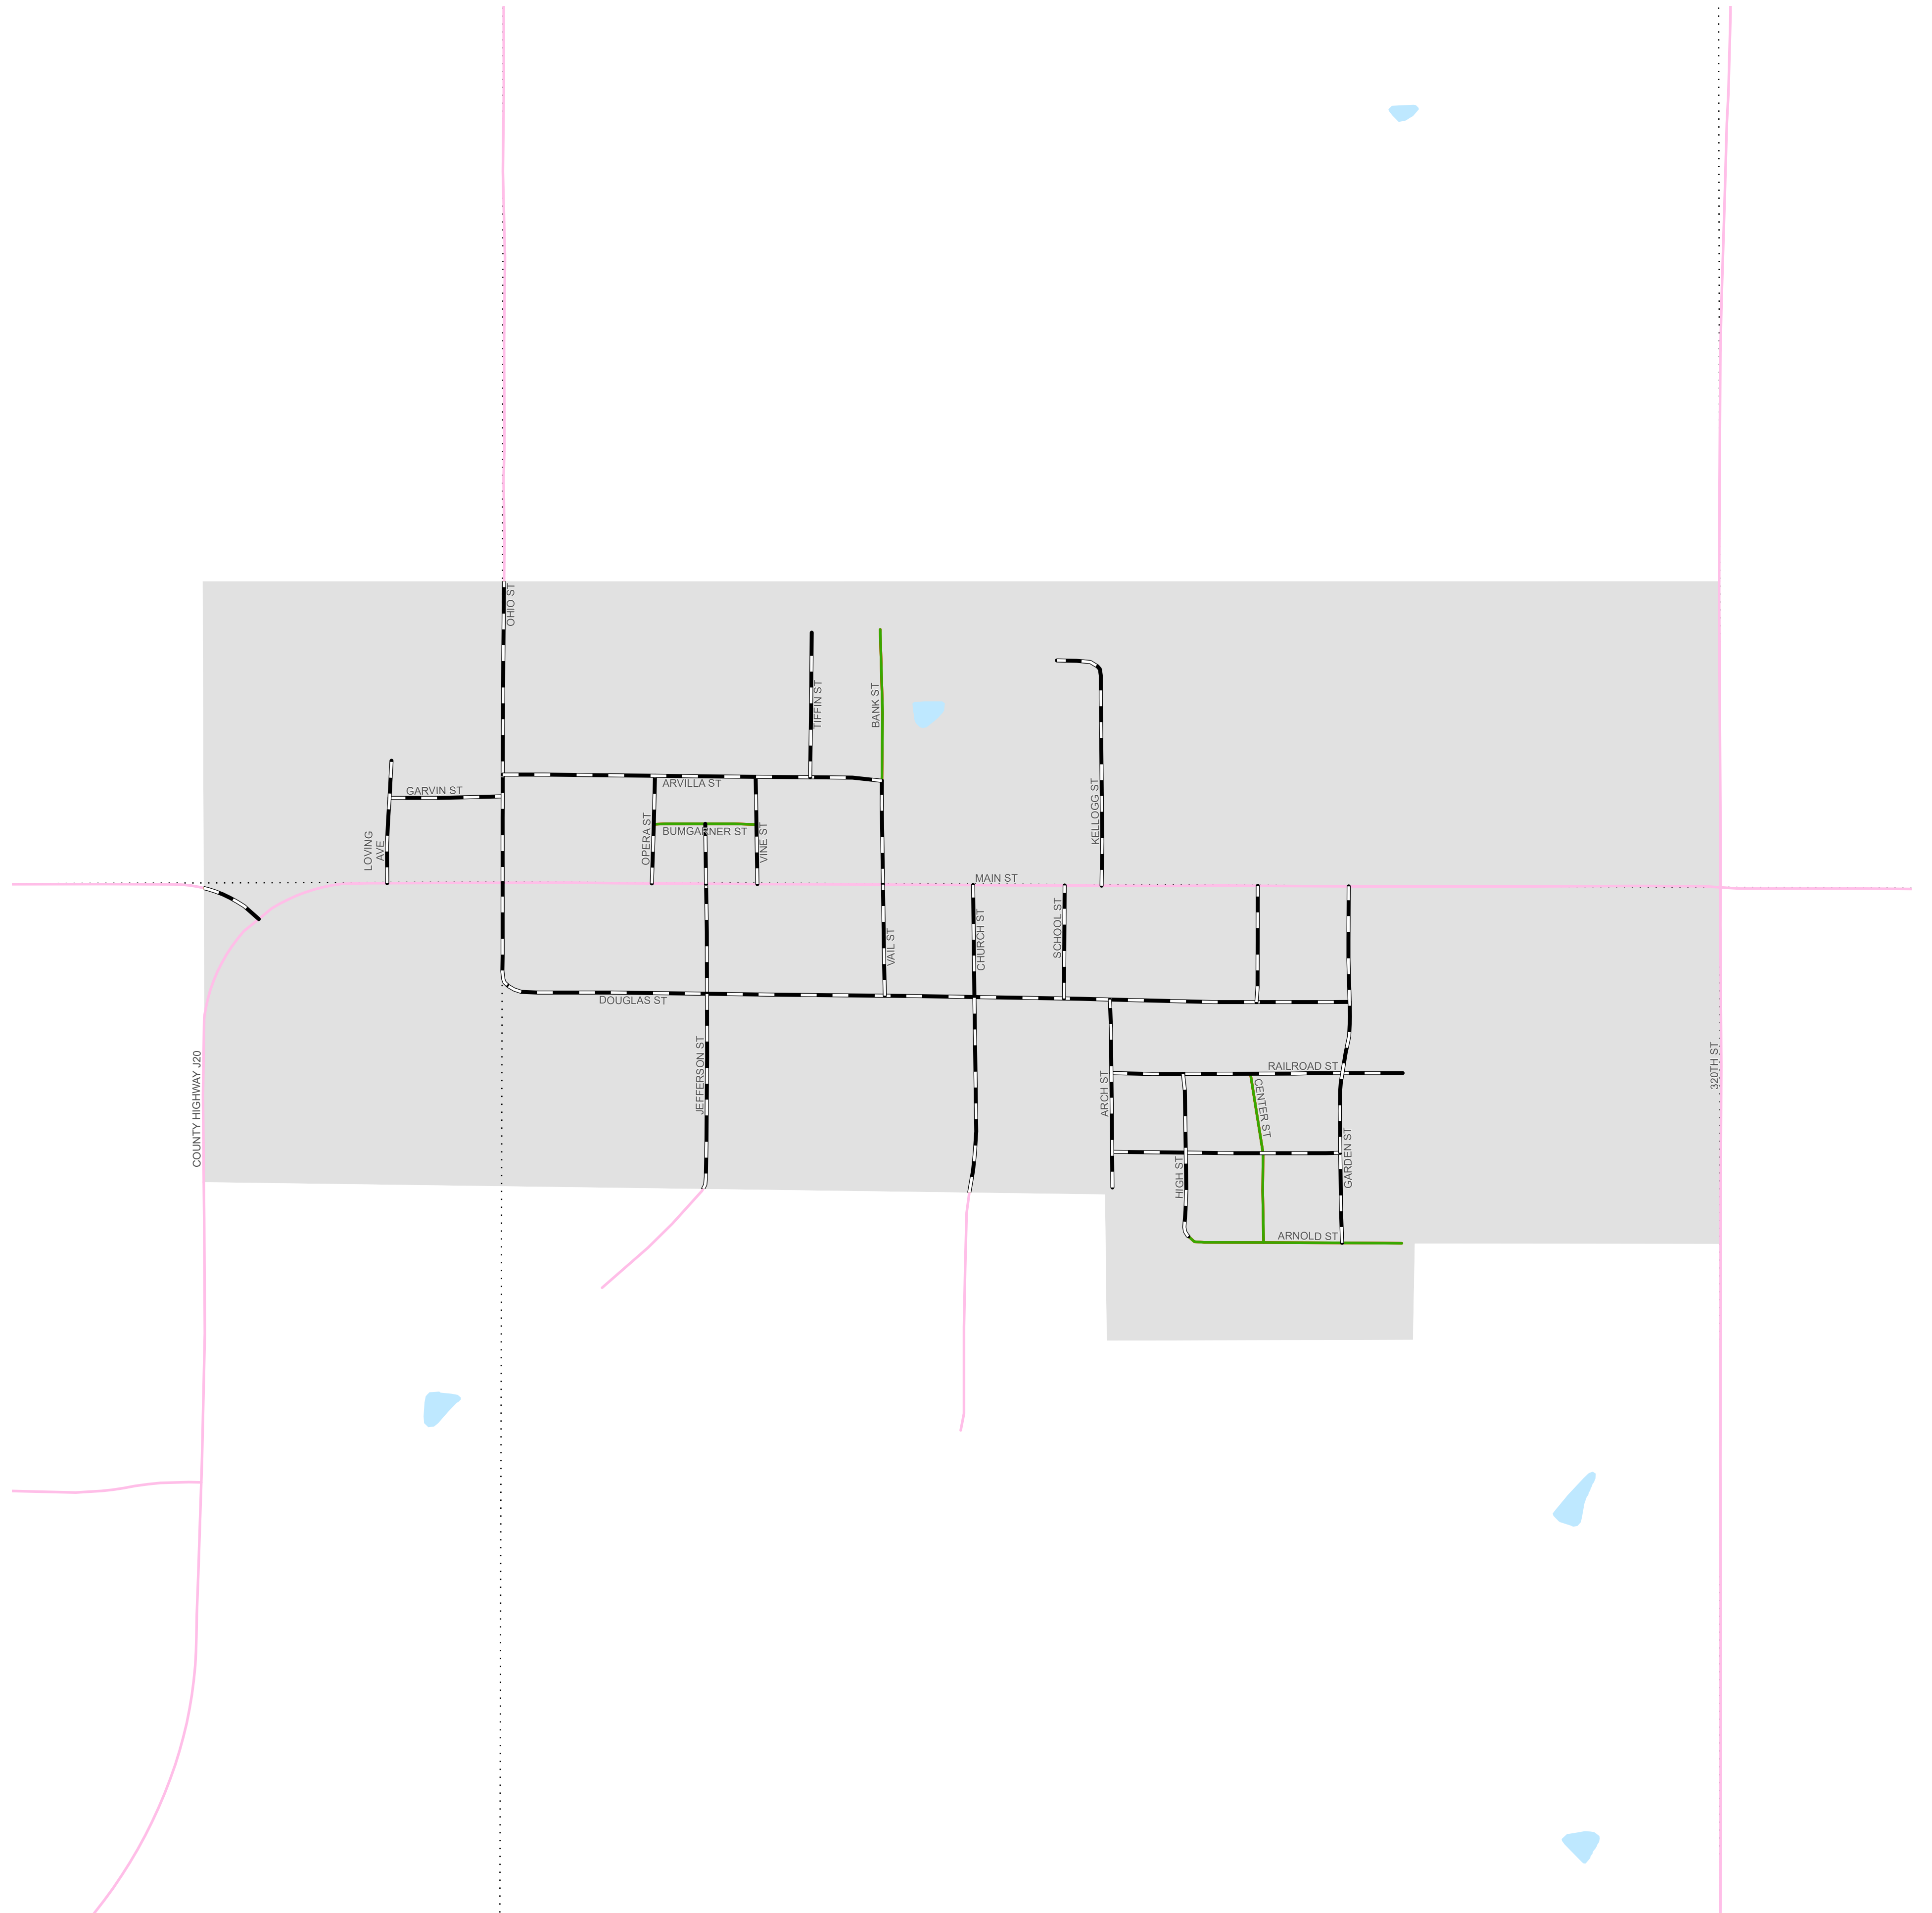 OHIO ST
TIFFIN ST
BANK ST
KELLOGG ST
ARVILLA ST
GARVIN ST
LOVING
AVE
OPERA ST
BUMGARNER ST
VINE ST
MAIN ST
VAIL ST
CHURCH ST
SCHOOL ST
DOUGLAS ST
JEFFERSON ST
COUNTY HIGHWAY J20
ARCH ST
RAILROAD ST
CENTER ST
320TH ST
HIGH ST
GARDEN ST
ARNOLD ST